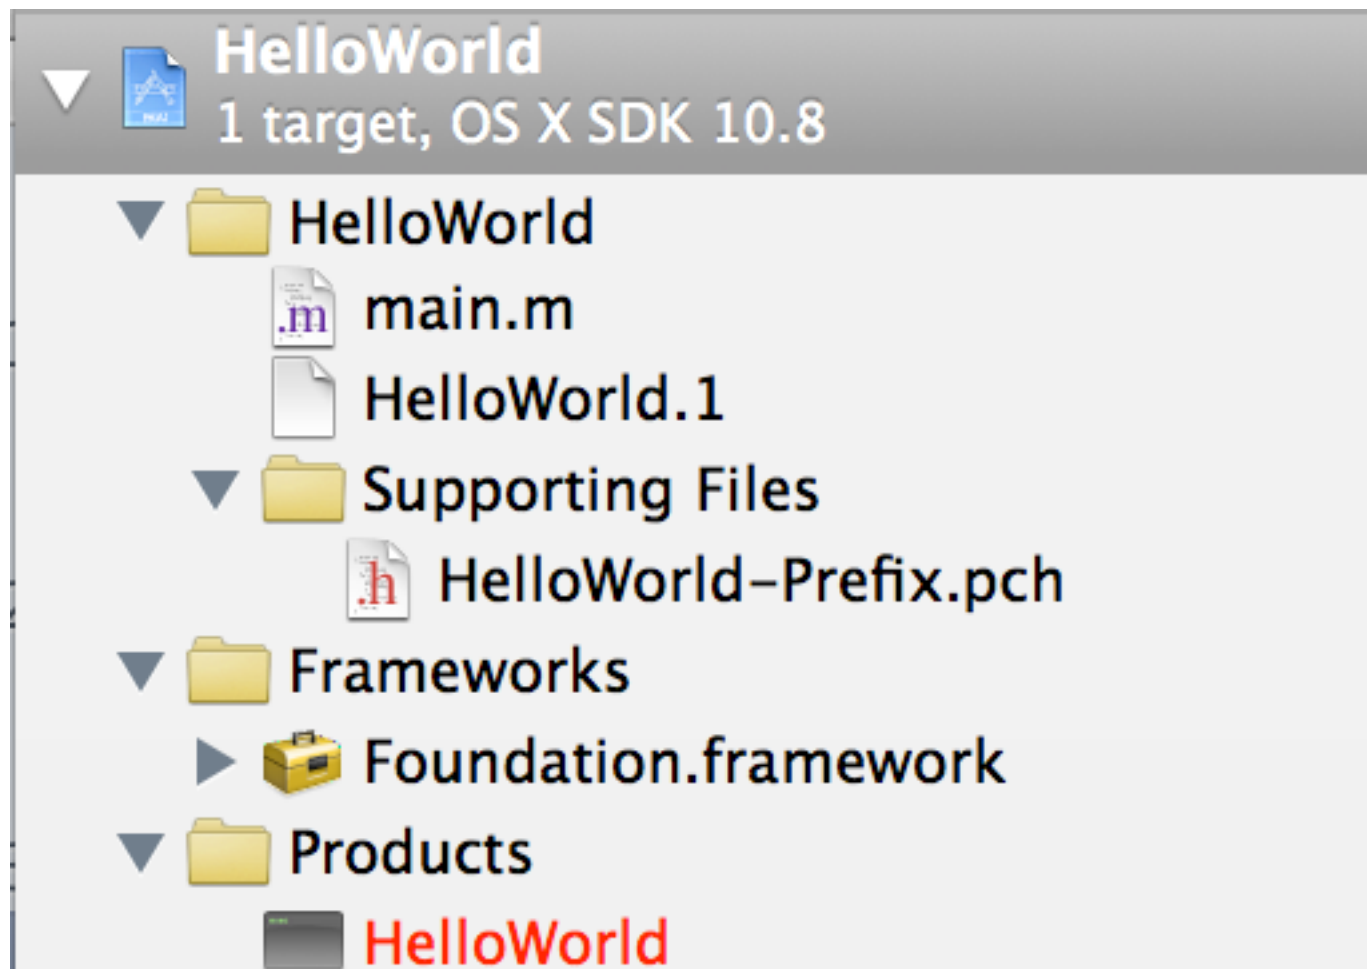 HelloWorld
1 target, OS X SDK 10.8
HelloWorld
.m main.m
HelloWorld.1
Supporting Files
.h HelloWorld-Prefix.pch
Frameworks
Foundation.framework
Products
HelloWorld